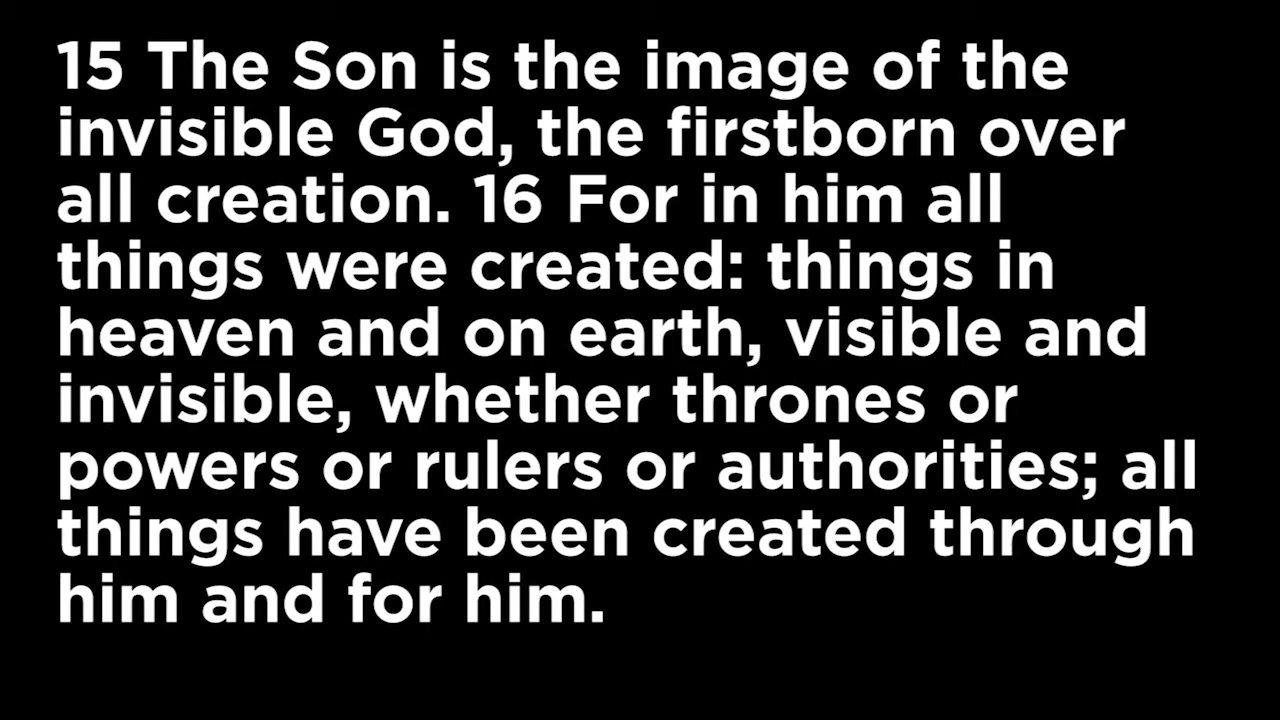 15 The Son is the image of the
invisible God, the firstborn over
all creation. 16 For in him all
things were created: things in
heaven and on earth, visible and
invisible, whether thrones or
powers or rulers or authorities; all
things have been created through
him and for him.